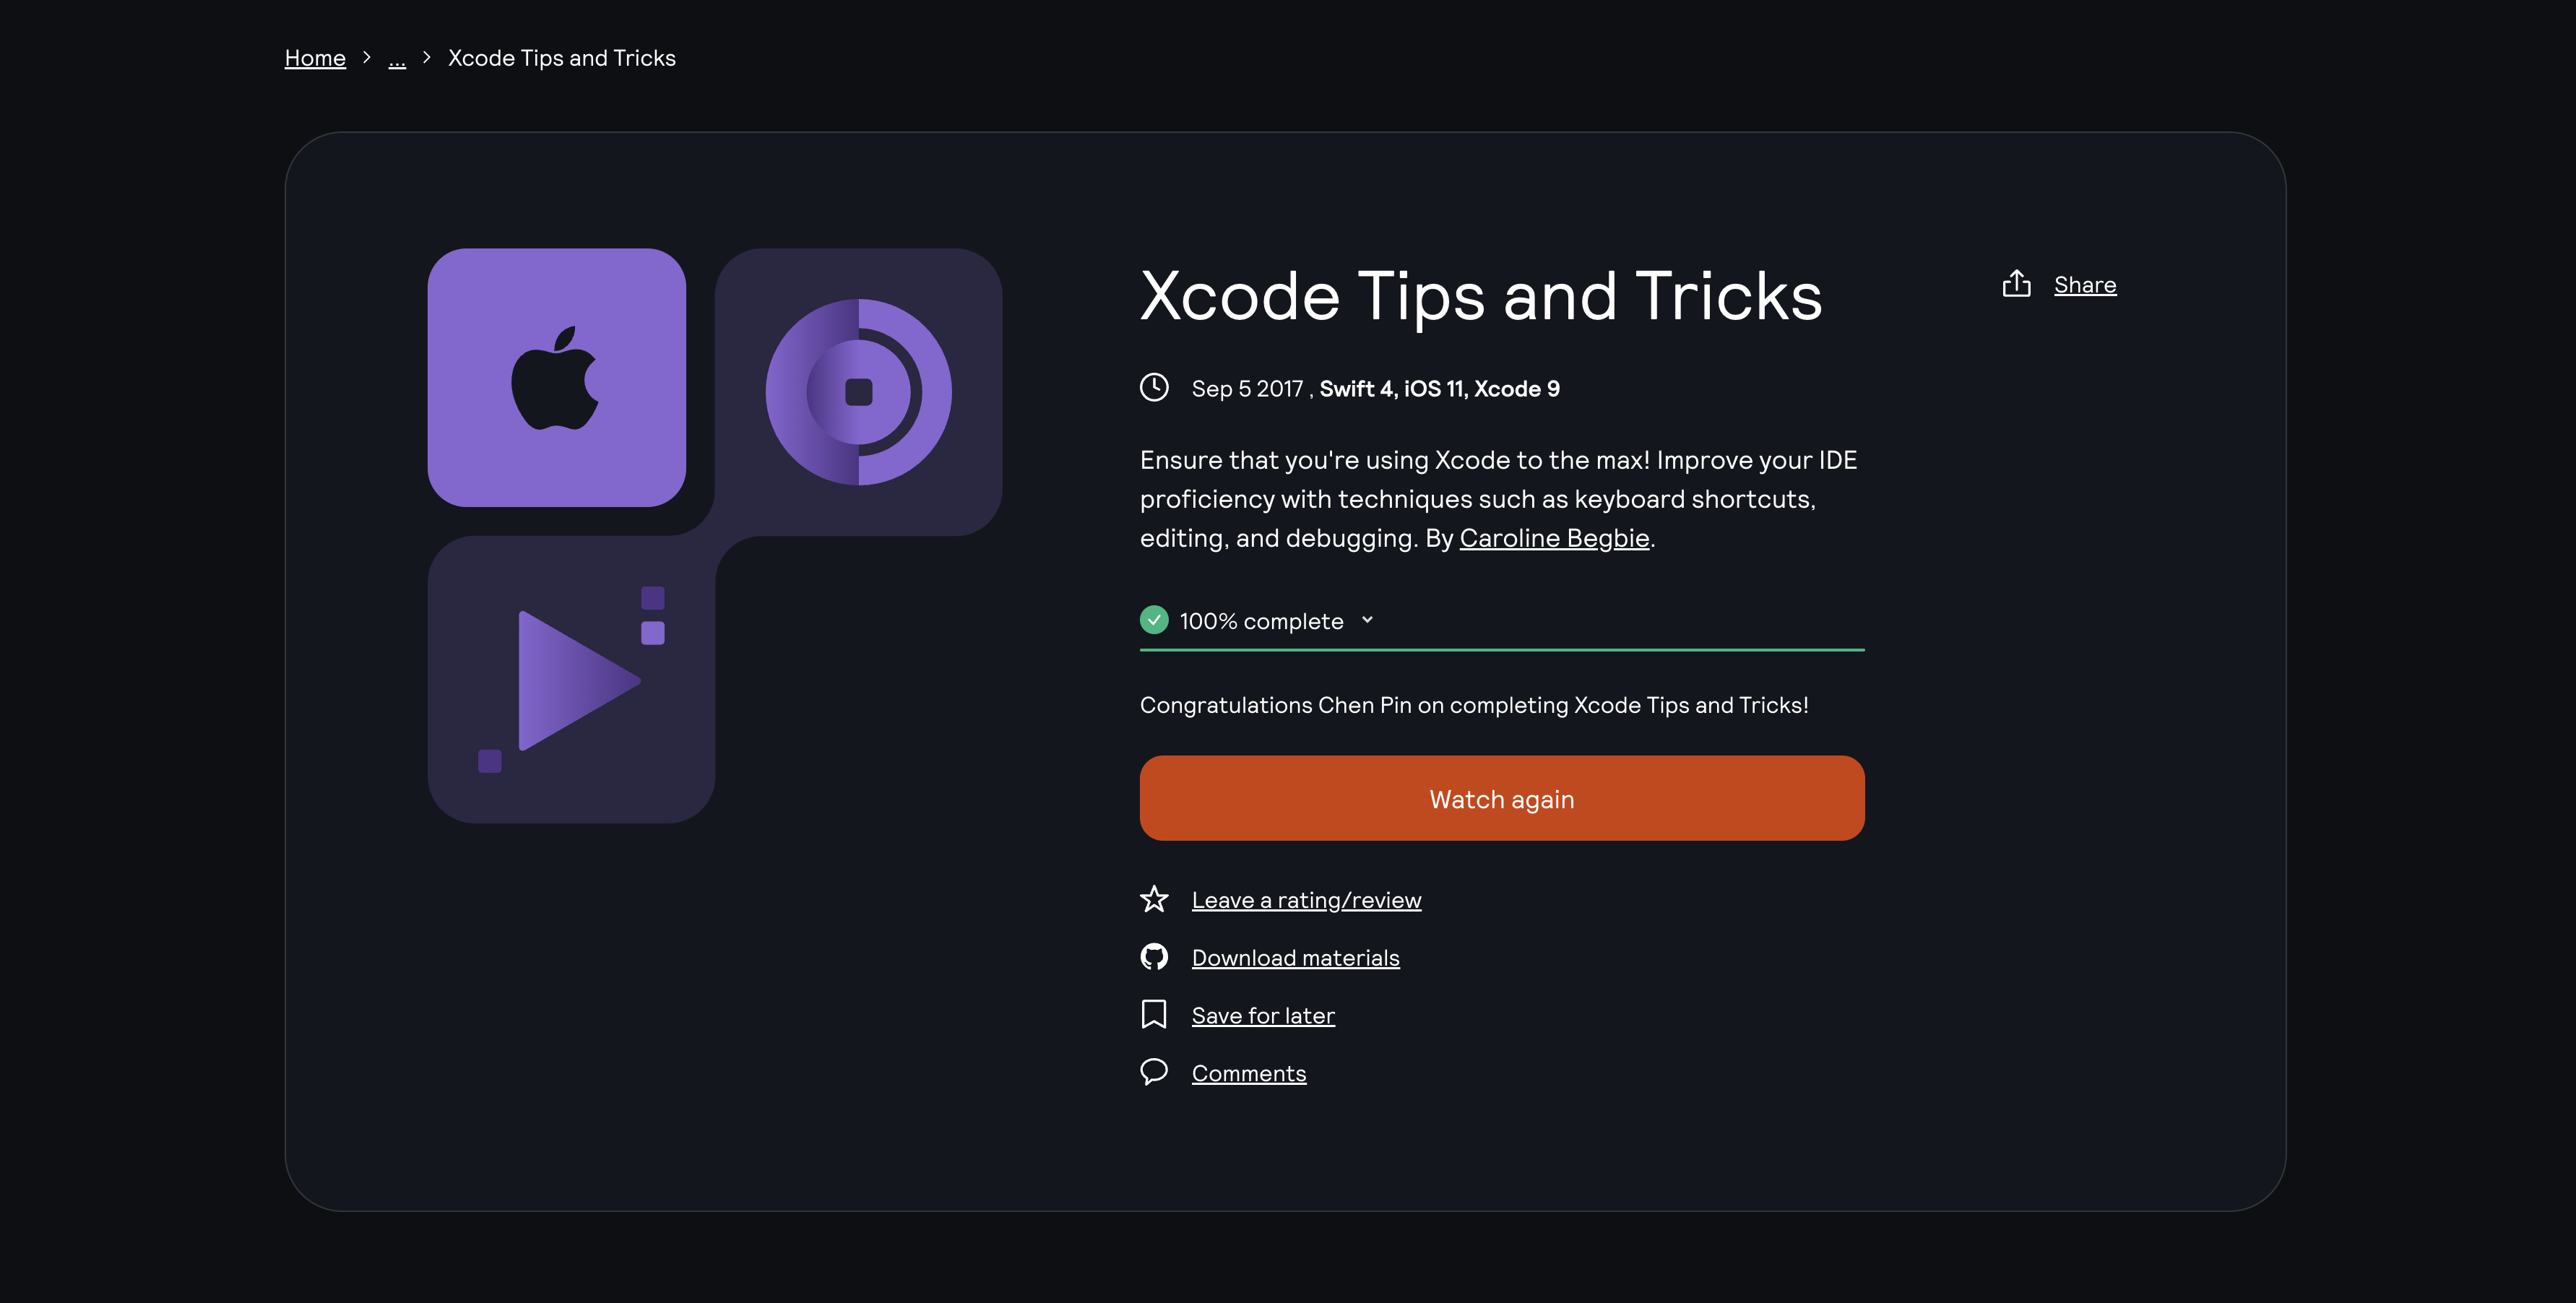 Home > ... > Xcode Tips and Tricks
Xcode Tips and Tricks
Share
Sep 5 2017 , Swift 4, iOS 11, Xcode 9
Ensure that you're using Xcode to the max! Improve your IDE
proficiency with techniques such as keyboard shortcuts,
editing, and debugging. By Caroline Begbie.
100% complete
Congratulations Chen Pin on completing Xcode Tips and Tricks!
Watch again
Leave a rating/review
Download materials
Save for later
Comments